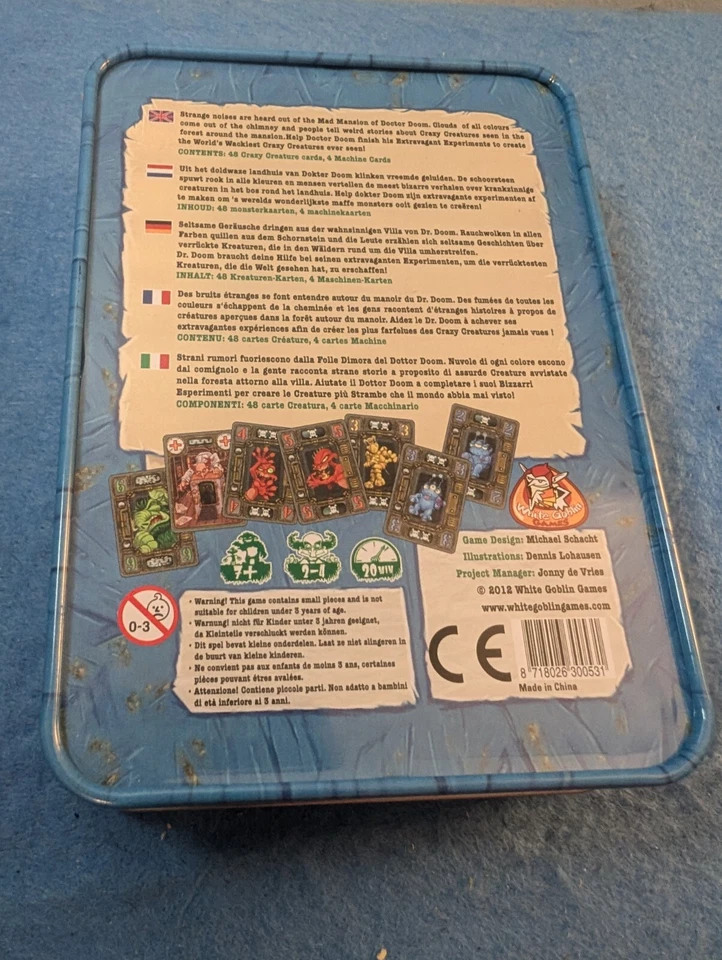 Strange noises are heard out of the Mad Mansion of Doctor Doom. Clouds of all colours
come out of the chimney and people tell weird stories about Crazy Creatures seen in the
forest around the mansion.Help Doctor Doom finish his Extravagant Experiments to create
the World's Wackiest Crazy Creatures ever seen!
CONTENTS: 48 Crazy Creature cards, 4 Machine Cards
Uit het doldwaze landhuis van Dokter Doom klinken vreemde geluiden. De schoorsteen
spuwt rook in alle kleuren en mensen vertellen de meest bizarre verhalen over krankzinnige
creaturen in het bos rond het landhuis. Help dokter Doom zijn extravagante experimenten af
te maken om 's werelds wonderlijkste maffe monsters ooit gezien te creëren!
INHOUD: 48 monsterkaarten, 4 machinekaarten
Seltsame Geräusche dringen aus der wahnsinnigen Villa von Dr. Doom. Rauchwolken in allen
Farben quillen aus dem Schornstein und die Leute erzählen sich seltsame Geschichten über
verrückte Kreaturen, die in den Wäldern rund um die Villa umherstreifen.
Dr. Doom braucht deine Hilfe bei seinen extravaganten Experimenten, um die verrücktesten
Kreaturen, die die Welt gesehen hat, zu erschaffen!
INHALT: 48 Kreaturen-Karten, 4 Maschinen-Karten
Des bruits étranges se font entendre autour du manoir du Dr. Doom. Des fumées de toutes les
couleurs s'échappent de la cheminée et les gens racontent d'étranges histoires à propos de
créatures aperçues dans la forêt autour du manoir. Aidez le Dr. Doom à achever ses
extravagantes expériences afin de créer les plus farfelues des Crazy Creatures jamais vues !
CONTENU: 48 cartes Créature, 4 cartes Machine
Strani rumori fuoriescono dalla Folle Dimora del Dottor Doom. Nuvole di ogni colore escono
dal comignolo e la gente racconta strane storie a proposito di assurde Creature avvistate
nella foresta attorno alla villa. Aiutate il Dottor Doom a completare i suoi Bizzarri
Esperimenti per creare le Creature più Strambe che il mondo abbia mai visto!
COMPONENTI: 48 carte Creatura, 4 carte Macchinario
White Goblin
GAMES
7+
2-4
20 MIN
Game Design: Michael Schacht
Illustrations: Dennis Lohausen
Project Manager: Jonny de Vries
© 2012 White Goblin Games
www.whitegoblingames.com
CE
8 718026 300531
Made in China
0-3
• Warning! This game contains small pieces and is not
suitable for children under 3 years of age.
• Warnung! nicht für Kinder unter 3 jahren geeignet,
da Kleinteile verschluckt werden können.
• Dit spel bevat kleine onderdelen. Laat ze niet slingeren in
de buurt van kleine kinderen.
• Ne convient pas aux enfants de moins 3 ans, certaines
pièces pouvant êtres avalées.
• Attenzione! Contiene piccole parti. Non adatto a bambini
di età inferiore ai 3 anni.